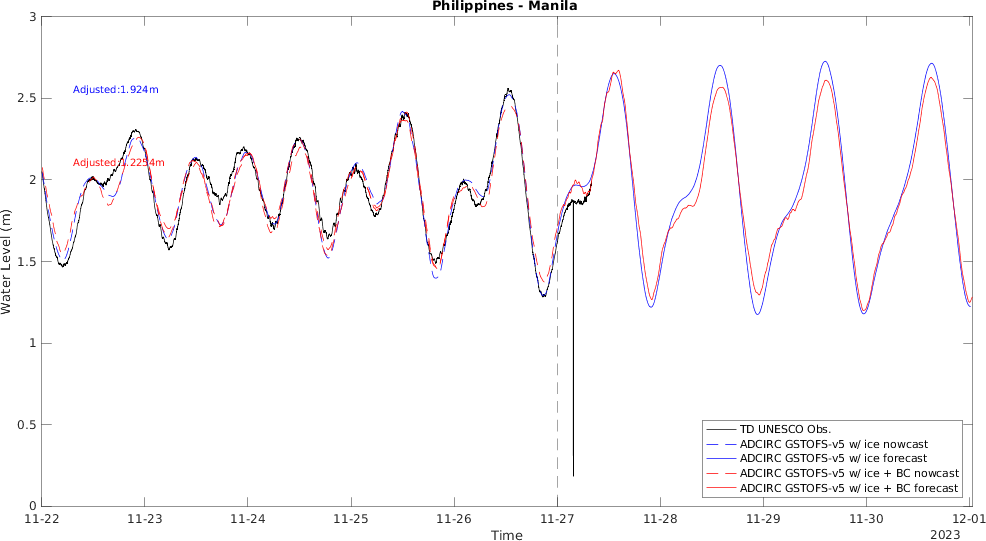 Philippines - Manila
3
2.5
2
1.5
1
0.5
0
Water Level (m)
Adjusted:1.924m
Adjusted:1.2254m
TD UNESCO Obs.
ADCIRC GSTOFS-v5 w/ ice nowcast
ADCIRC GSTOFS-v5 w/ ice forecast
ADCIRC GSTOFS-v5 w/ ice + BC nowcast
ADCIRC GSTOFS-v5 w/ ice + BC forecast
11-22
11-23
11-24
11-25
11-26
11-27
11-28
11-29
11-30
12-01
Time
2023